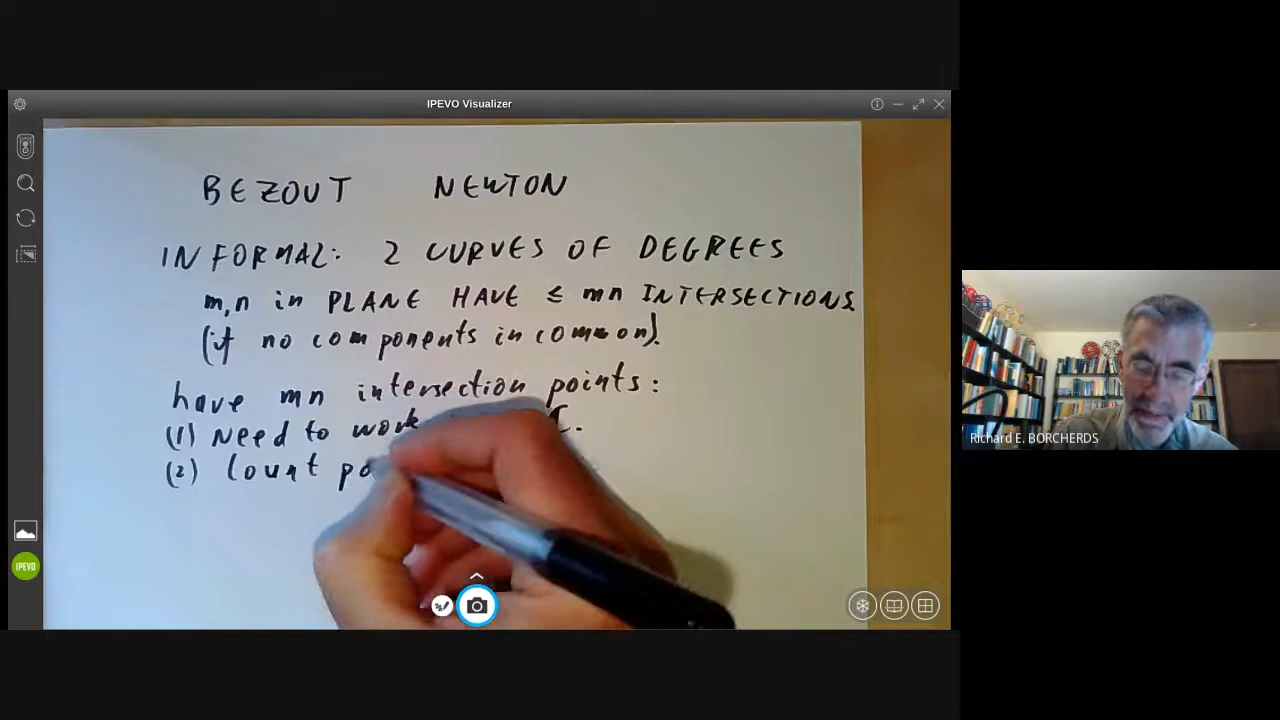 IPEVO Visualizer
BEZOUT NEWTON
INFORMAL: 2 CURVES OF DEGREES
m,n in PLANE HAVE ≤ mn INTERSECTIONS
(if no components in common).
have mn intersection points:
(1) Need to work C.
(2) Count po
IPEVO
Richard E. BORCHERDS